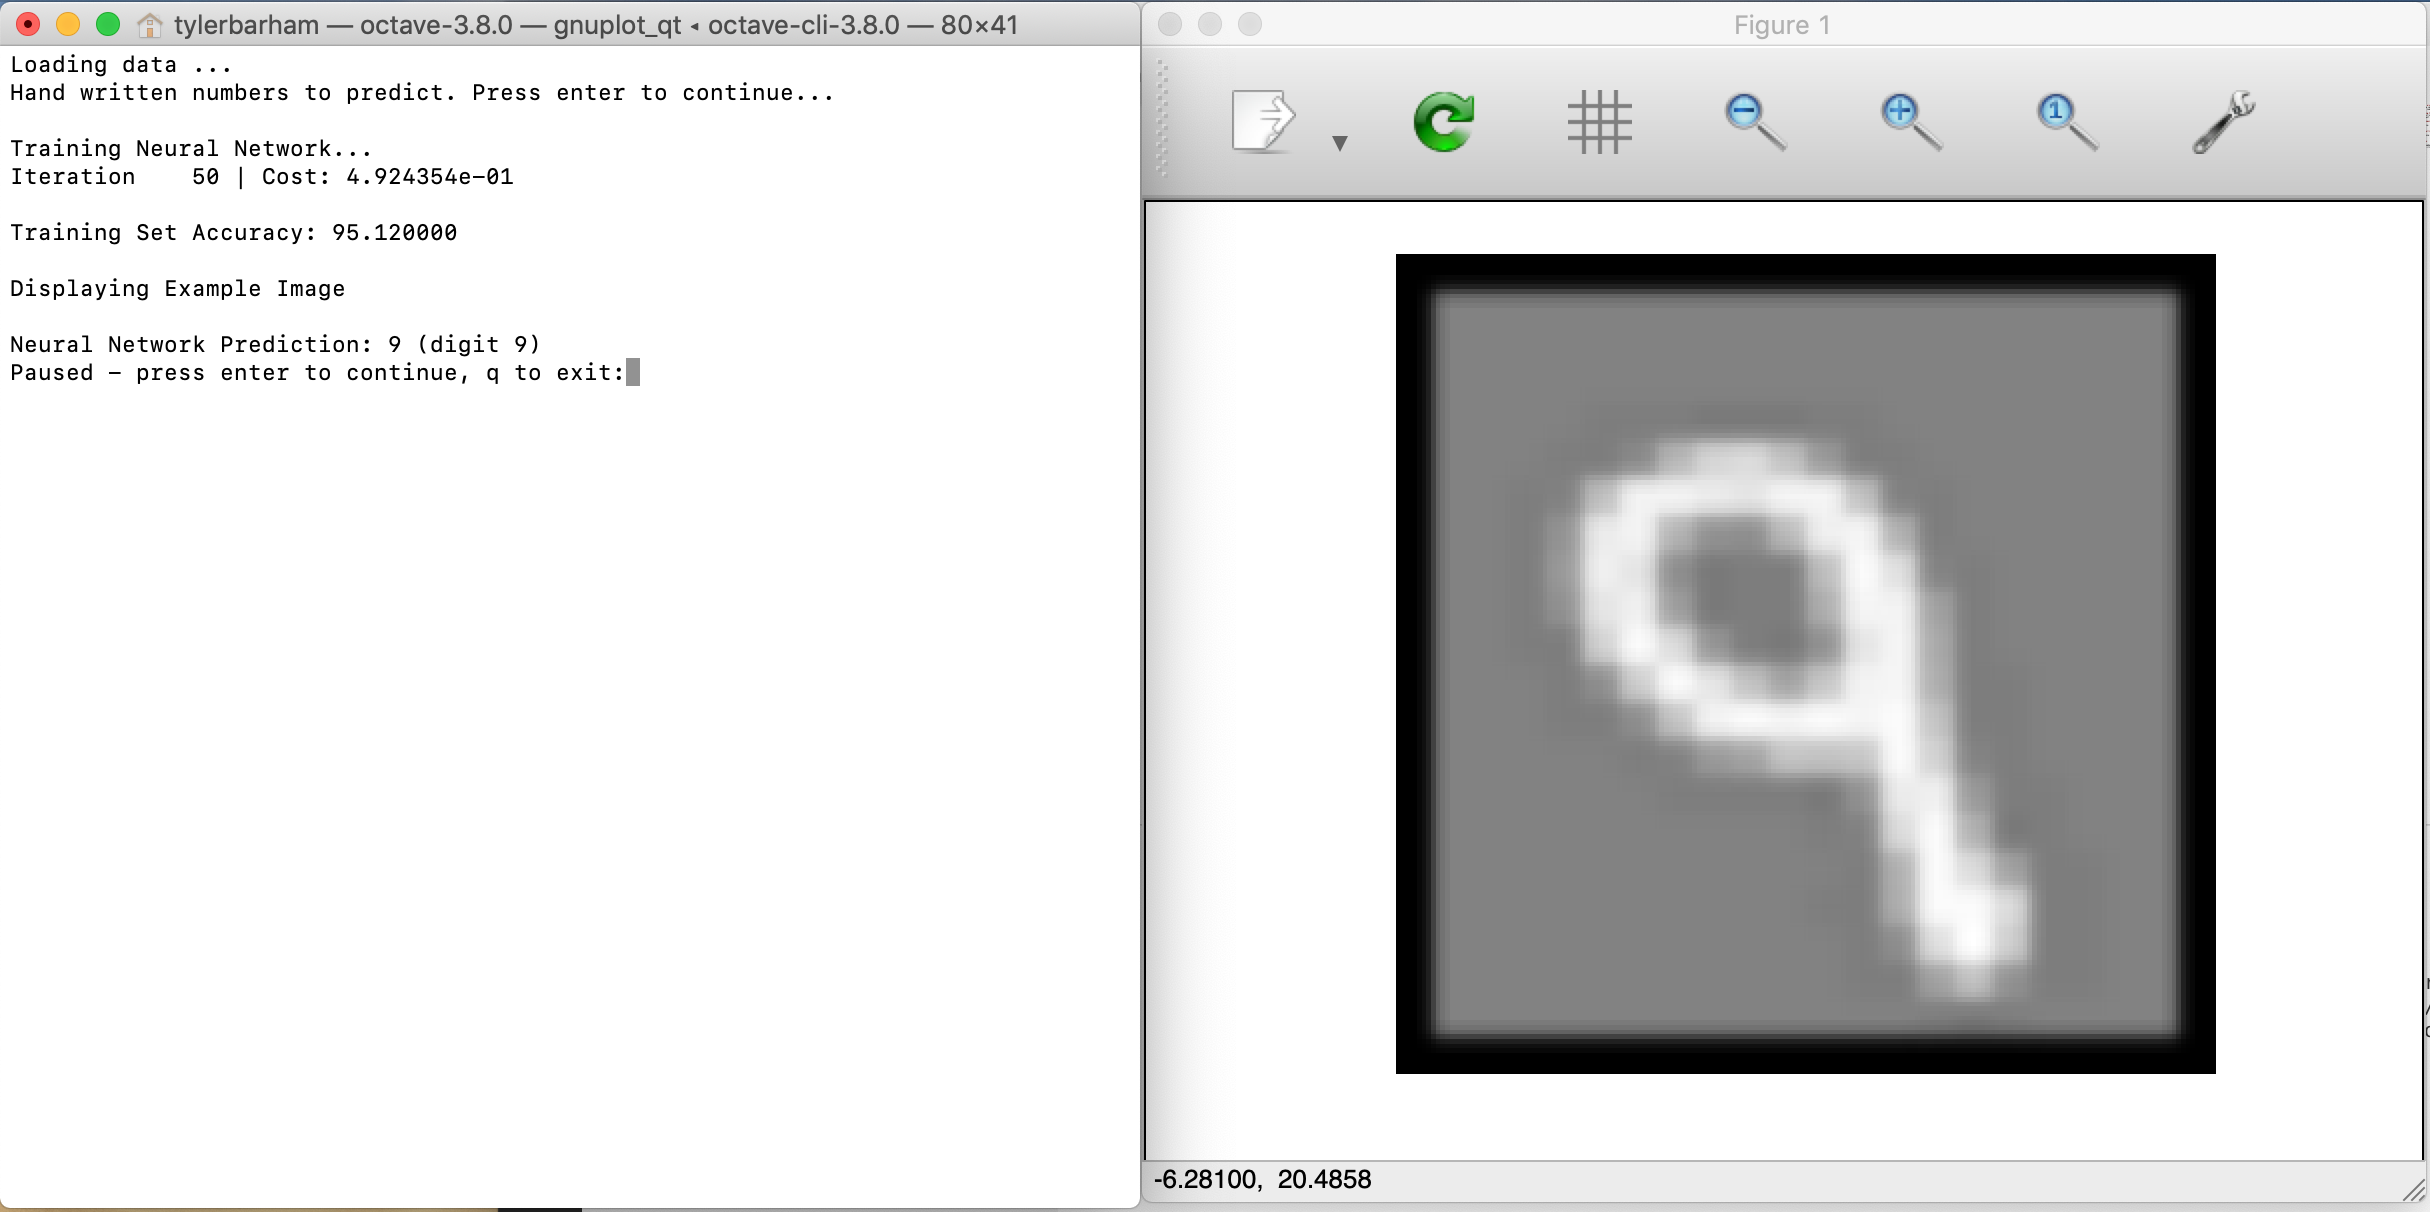 tylerbarham — octave-3.8.0 — gnuplot_qt ◂ octave-cli-3.8.0 — 80×41
Loading data ...
Hand written numbers to predict. Press enter to continue...
Training Neural Network...
Iteration    50 | Cost: 4.924354e-01
Training Set Accuracy: 95.120000
Displaying Example Image
Neural Network Prediction: 9 (digit 9)
Paused - press enter to continue, q to exit:
Figure 1
1
9
-6.28100,  20.4858